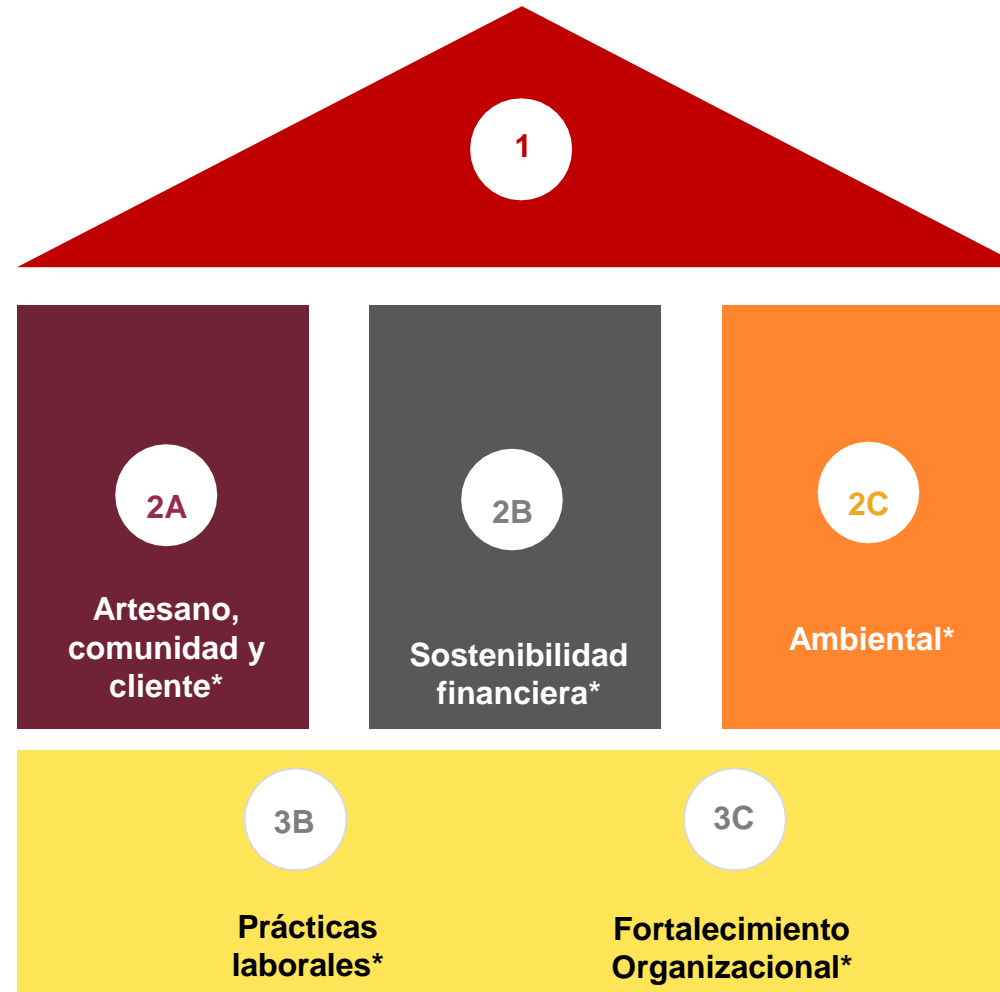 1
2A
Artesano,
comunidad y
cliente*
2B
Sostenibilidad
financiera*
2C
Ambiental*
3B
Prácticas
laborales*
3C
Fortalecimiento
Organizacional*